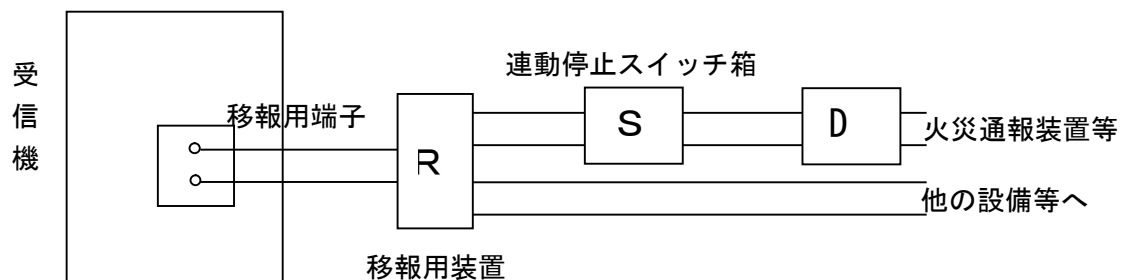 受信機
連動停止スイッチ箱
移報用端子
S
D
火災通報装置等
R
他の設備等へ
移報用装置